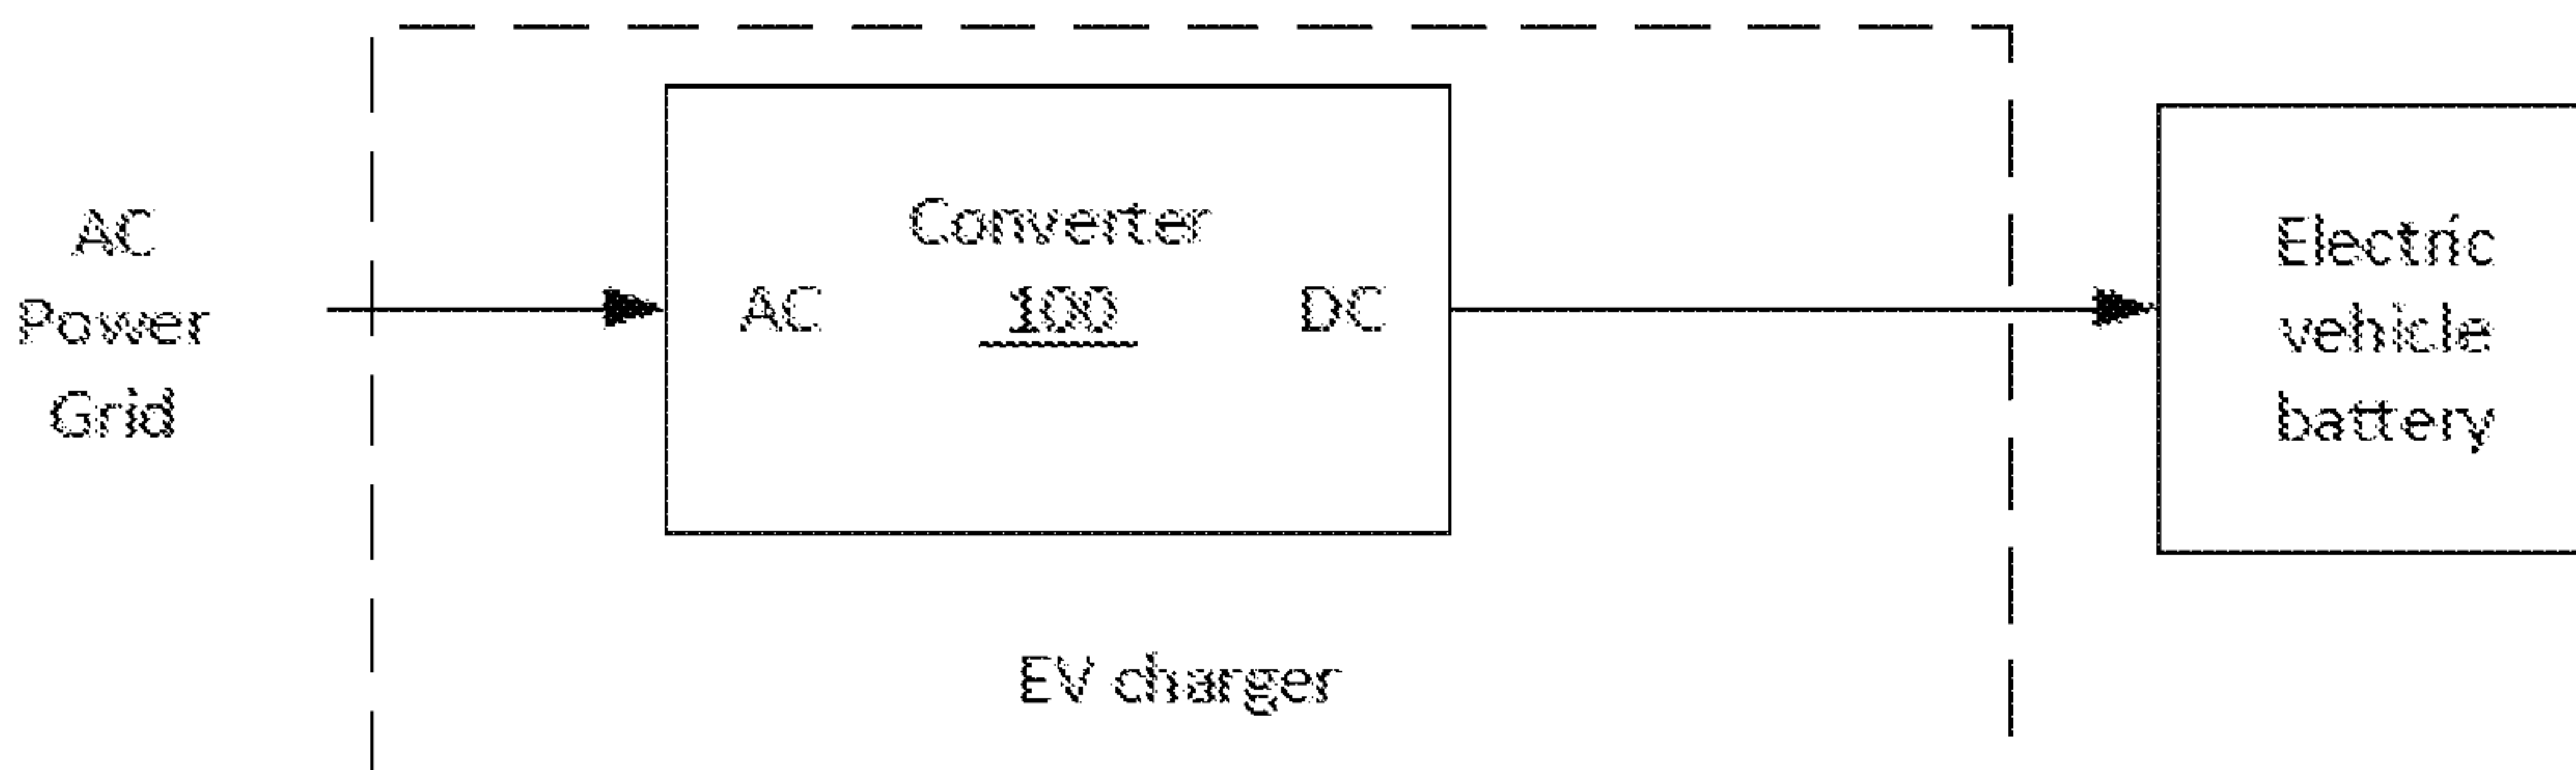 AC
Power
Grid
Converter
AC 100 DC
EV charger
Electric
vehicle
battery